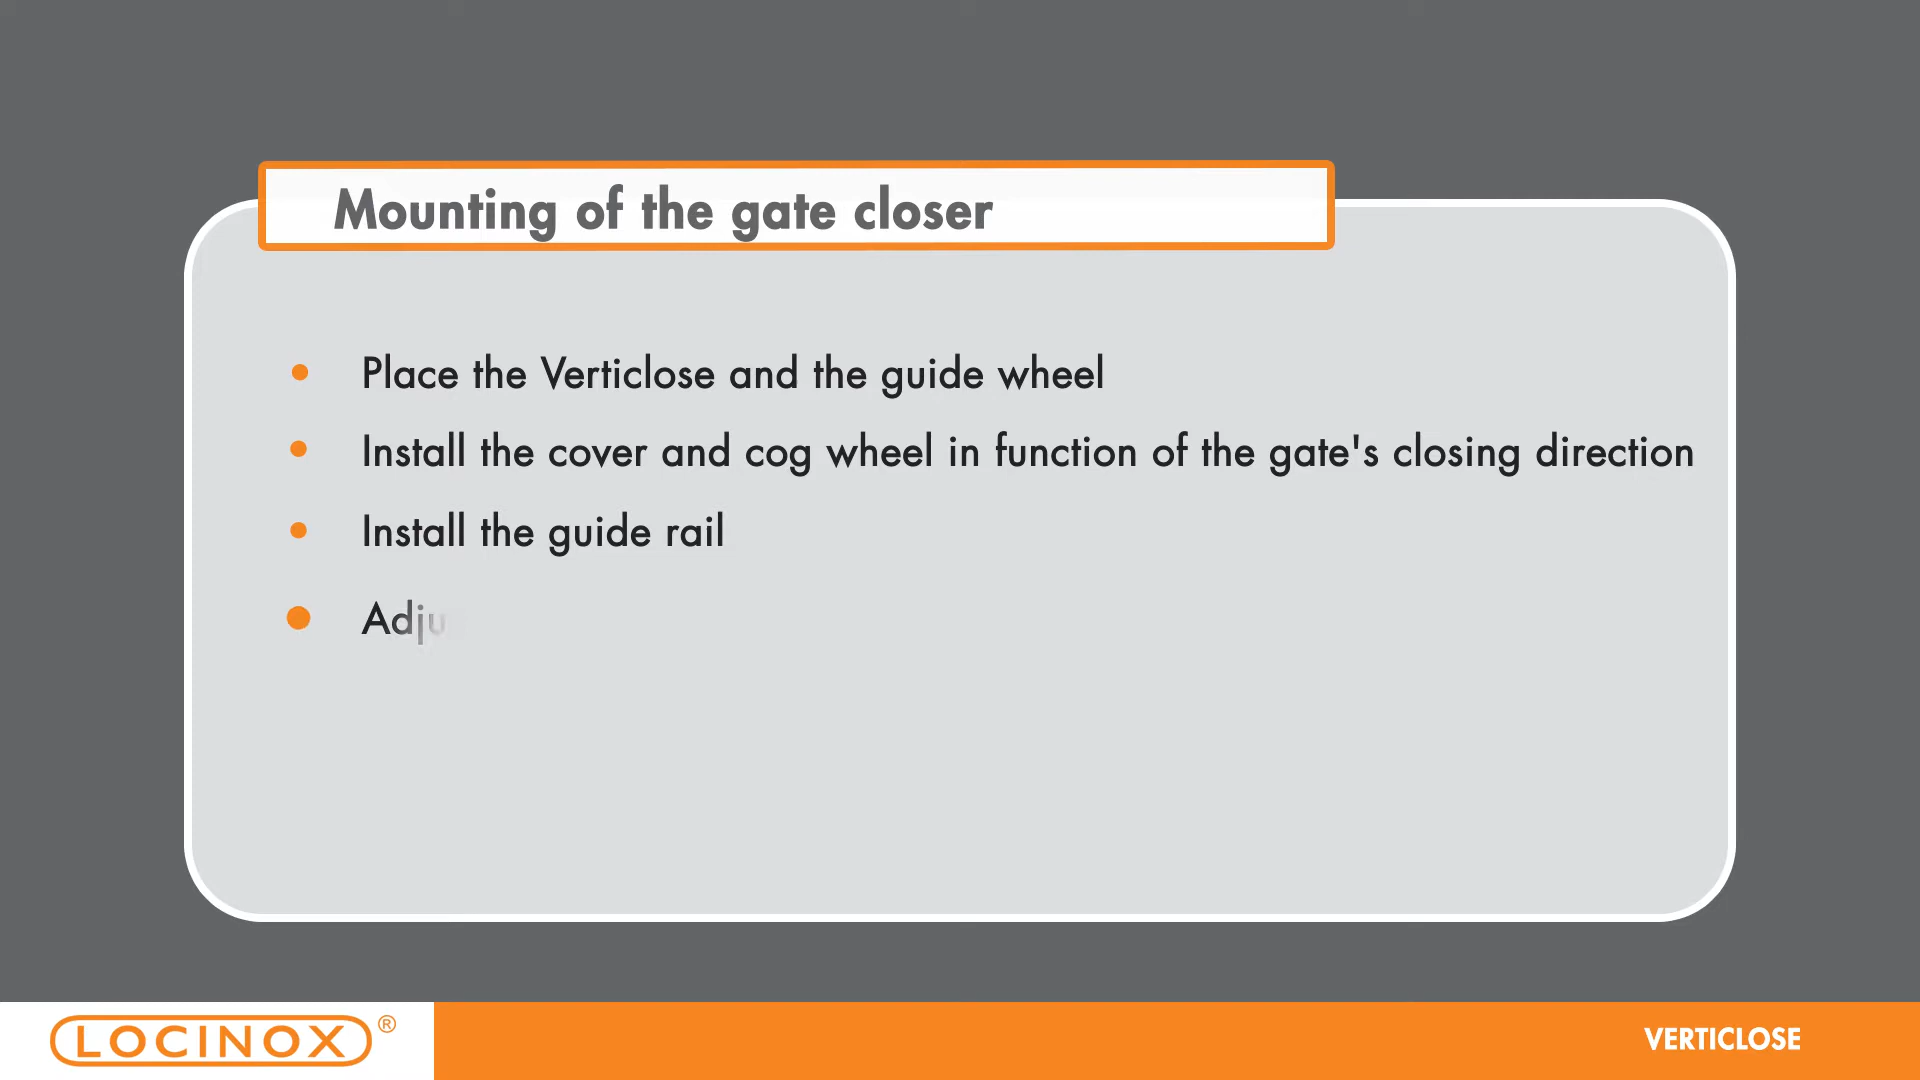 Mounting of the gate closer
• Place the Verticlose and the guide wheel
• Install the cover and cog wheel in function of the gate's closing direction
• Install the guide rail
• Adju
LOCINOX®
VERTICLOSE